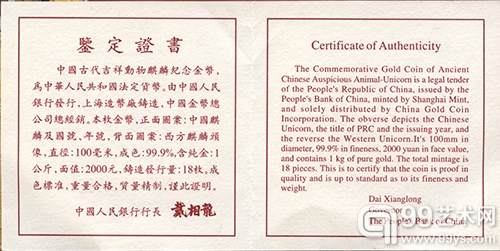 鑒定證書
中國古代吉祥動物麒麟紀念金幣,
為中華人民共和國法定貨幣。由中國人民
銀行發行,上海造幣廠鑄造,中國金幣總
公司總經銷。本枚金幣,正面圖案:中國麒
麟及國號、年號,背面圖案:西方麒麟頭
像,直徑:100毫米,成色:99.9%,含純金:1
公斤,面值:2000元,鑄造發行量:18枚,成
色標準,重量合格,質量精制,謹此證明。
中國人民銀行行長 戴相龍
Certificate of Authenticity
The Commemorative Gold Coin of Ancient
Chinese Auspicious Animal-Unicorn is a legal tender
of the People's Republic of China, issued by the
People's Bank of China, minted by Shanghai Mint,
and solely distributed by China Gold Coin
Incorporation. The obverse depicts the Chinese
Unicorn, the title of PRC and the issuing year, and
the reverse the Western Unicorn.It's 100mm in
diameter, 99.9% in fineness, 2000 yuan in face value,
and contains 1 kg of pure gold. The total mintage is
18 pieces. This is to certify that the coin is proof in
quality and is up to standard as to its fineness and
weight.
Dai Xianglong
Governor
The People's Bank of China
99艺术网
www.99ys.com